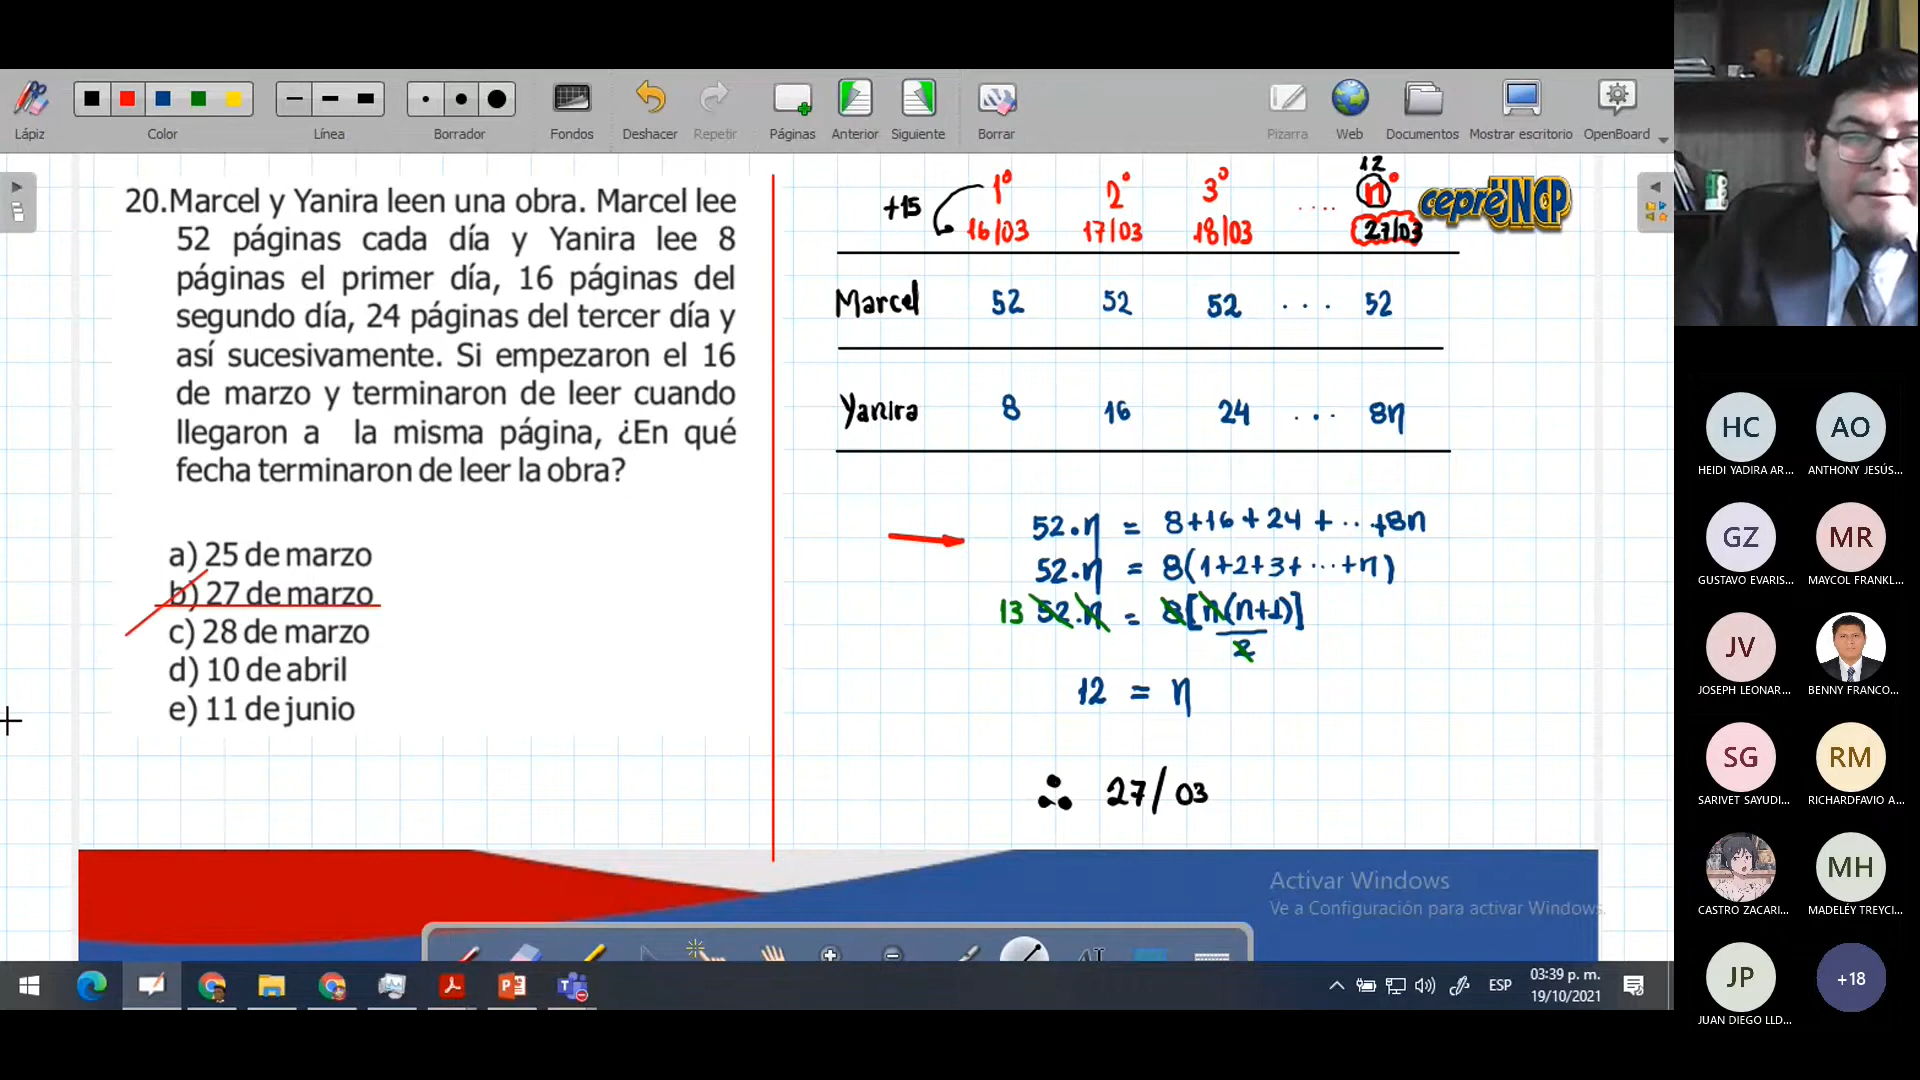 Lápiz
Color
Línea
Borrador
Fondos
Deshacer
Repetir
Páginas
Anterior
Siguiente
Borrar
Pizarra
Web
Documentos
Mostrar escritorio
OpenBoard
20.Marcel y Yanira leen una obra. Marcel lee
52 páginas cada día y Yanira lee 8
páginas el primer día, 16 páginas del
segundo día, 24 páginas del tercer día y
así sucesivamente. Si empezaron el 16
de marzo y terminaron de leer cuando
llegaron a la misma página, ¿En qué
fecha terminaron de leer la obra?
a) 25 de marzo
b) 27 de marzo
c) 28 de marzo
d) 10 de abril
e) 11 de junio
12
+15 1° 2° 3° .... n°
16/03 17/03 18/03 27/03
cepreUNCP
Marcel 52 52 52 ... 52
Yanira 8 16 24 ... 8n
52.n = 8+16+24+...+8n
52.n = 8(1+2+3+...+n)
13 52.n = 8[n(n+1)]
2
12 = n
∴ 27/03
Activar Windows
Ve a Configuración para activar Windows.
ESP
03:39 p. m.
19/10/2021
HC
HEIDI YADIRA AR...
AO
ANTHONY JESÚS...
GZ
GUSTAVO EVARIS...
MR
MAYCOL FRANKL...
JV
JOSEPH LEONAR...
BENNY FRANCO...
SG
SARIVET SAYUDI...
RM
RICHARDFAVIO A...
CASTRO ZACARI...
MH
MADELÉY TREYCI...
JP
JUAN DIEGO LLD...
+18